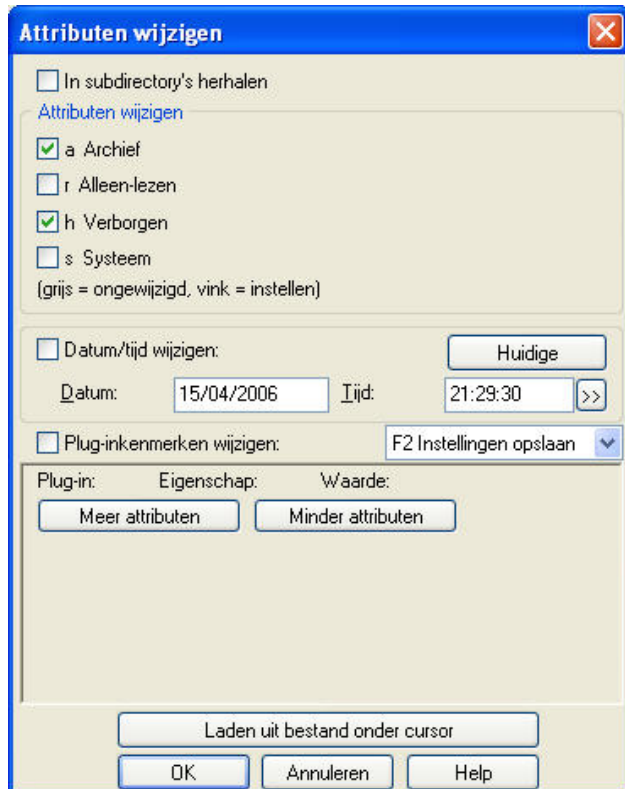 Attributen wijzigen
In subdirectory's herhalen
Attributen wijzigen
a Archief
r Alleen-lezen
h Verborgen
s Systeem
(grijs = ongewijzigd, vink = instellen)
Datum/tijd wijzigen: Huidige
Datum: 15/04/2006 Tijd: 21:29:30 >>
Plug-inkenmerken wijzigen: F2 Instellingen opslaan
Plug-in: Eigenschap: Waarde:
Meer attributen Minder attributen
Laden uit bestand onder cursor
OK Annuleren Help